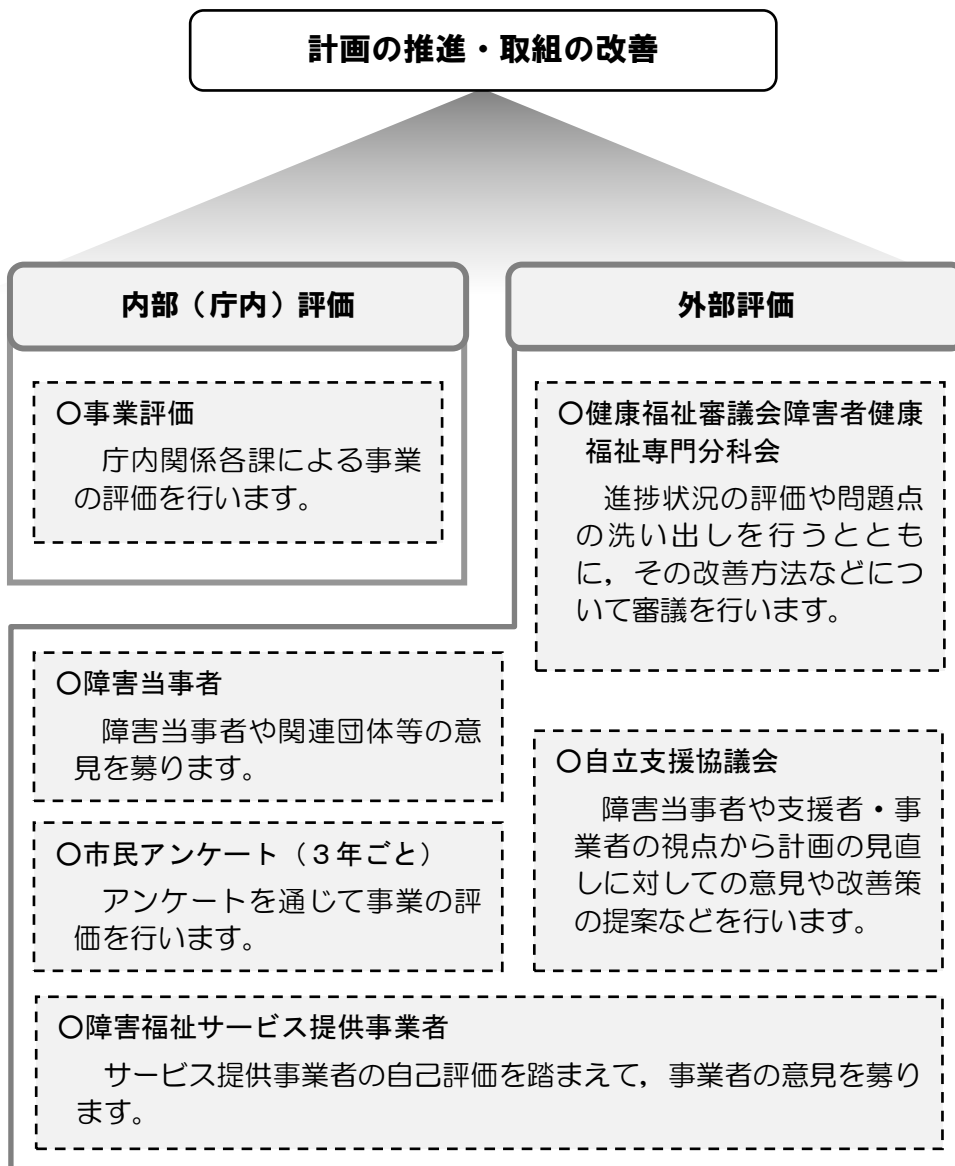 計画の推進・取組の改善
内部（庁内）評価
〇事業評価
庁内関係各課による事業
の評価を行います。
外部評価
〇健康福祉審議会障害者健康
福祉専門分科会
進捗状況の評価や問題点
の洗い出しを行うととも
に，その改善方法などにつ
いて審議を行います。
〇障害当事者
障害当事者や関連団体等の意
見を募ります。
〇市民アンケート（３年ごと）
アンケートを通じて事業の評
価を行います。
〇自立支援協議会
障害当事者や支援者・事
業者の視点から計画の見直
しに対しての意見や改善策
の提案などを行います。
〇障害福祉サービス提供事業者
サービス提供事業者の自己評価を踏まえて，事業者の意見を募り
ます。